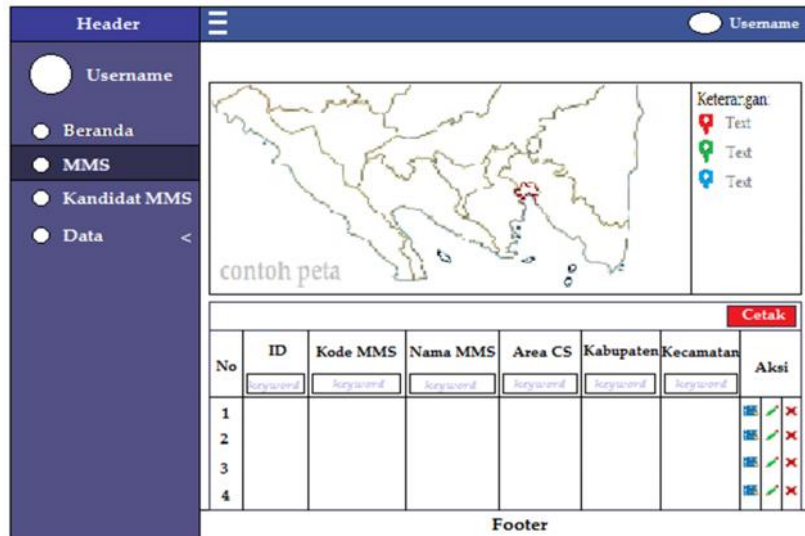 Header
Username
Username
Beranda
MMS
Kandidat MMS
Data <
Keterangan:
Text
Text
Text
contoh peta
Cetak
No ID Kode MMS Nama MMS Area CS Kabupaten Kecamatan Aksi
keyword keyword keyword keyword keyword keyword
1
2
3
4
Footer